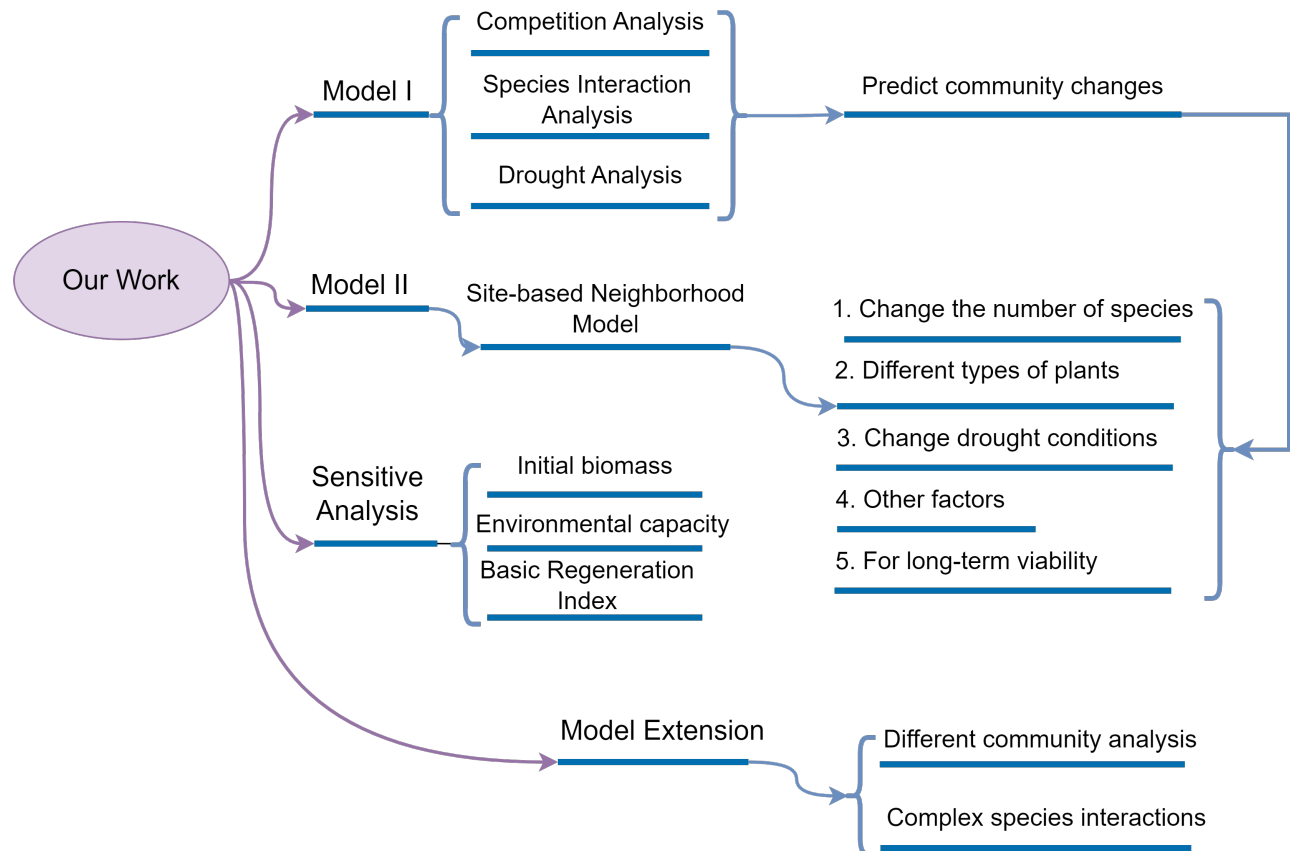 Our Work
Model I
Competition Analysis
Species Interaction
Analysis
Drought Analysis
Predict community changes
Model II
Site-based Neighborhood
Model
1. Change the number of species
2. Different types of plants
3. Change drought conditions
4. Other factors
5. For long-term viability
Sensitive
Analysis
Initial biomass
Environmental capacity
Basic Regeneration
Index
Model Extension
Different community analysis
Complex species interactions